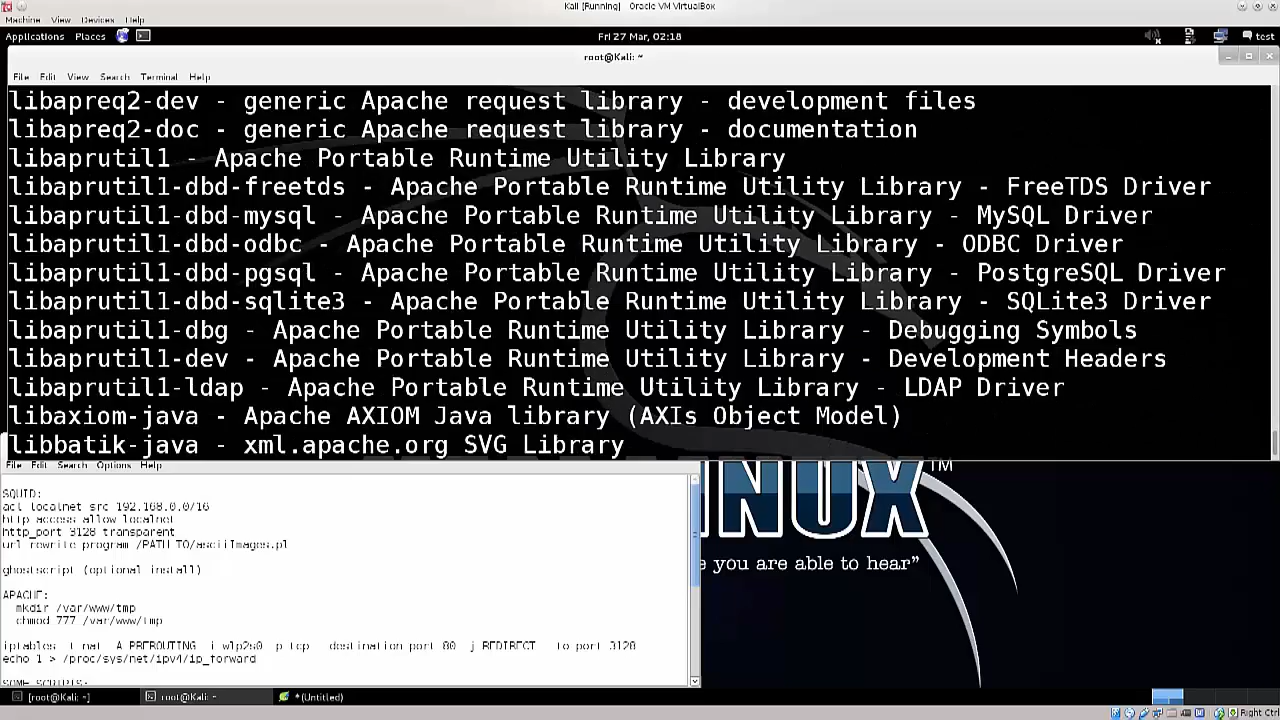 Kali [Running] - Oracle VM VirtualBox
Machine View Devices Help
Applications Places Fri 27 Mar, 02:18 test
root@Kali: ~
File Edit View Search Terminal Help
libapreq2-dev - generic Apache request library - development files
libapreq2-doc - generic Apache request library - documentation
libaprutil1 - Apache Portable Runtime Utility Library
libaprutil1-dbd-freetds - Apache Portable Runtime Utility Library - FreeTDS Driver
libaprutil1-dbd-mysql - Apache Portable Runtime Utility Library - MySQL Driver
libaprutil1-dbd-odbc - Apache Portable Runtime Utility Library - ODBC Driver
libaprutil1-dbd-pgsql - Apache Portable Runtime Utility Library - PostgreSQL Driver
libaprutil1-dbd-sqlite3 - Apache Portable Runtime Utility Library - SQLite3 Driver
libaprutil1-dbg - Apache Portable Runtime Utility Library - Debugging Symbols
libaprutil1-dev - Apache Portable Runtime Utility Library - Development Headers
libaprutil1-ldap - Apache Portable Runtime Utility Library - LDAP Driver
libaxiom-java - Apache AXIOM Java library (AXIs Object Model)
libbatik-java - xml.apache.org SVG Library
File Edit Search Options Help
SQUID:
acl localnet src 192.168.0.0/16
http_access allow localnet
http_port 3128 transparent
url_rewrite_program /PATH_TO/asciiImages.pl
ghostscript (optional install)
APACHE:
mkdir /var/www/tmp
chmod 777 /var/www/tmp
iptables -t nat -A PREROUTING -i wlp2s0 -p tcp --destination-port 80 -j REDIRECT --to-port 3128
echo 1 > /proc/sys/net/ipv4/ip_forward
SOME SCRIPTS:
INUX™
e you are able to hear”
[root@Kali: ~]
root@Kali: ~
*(Untitled)
Right Ctrl